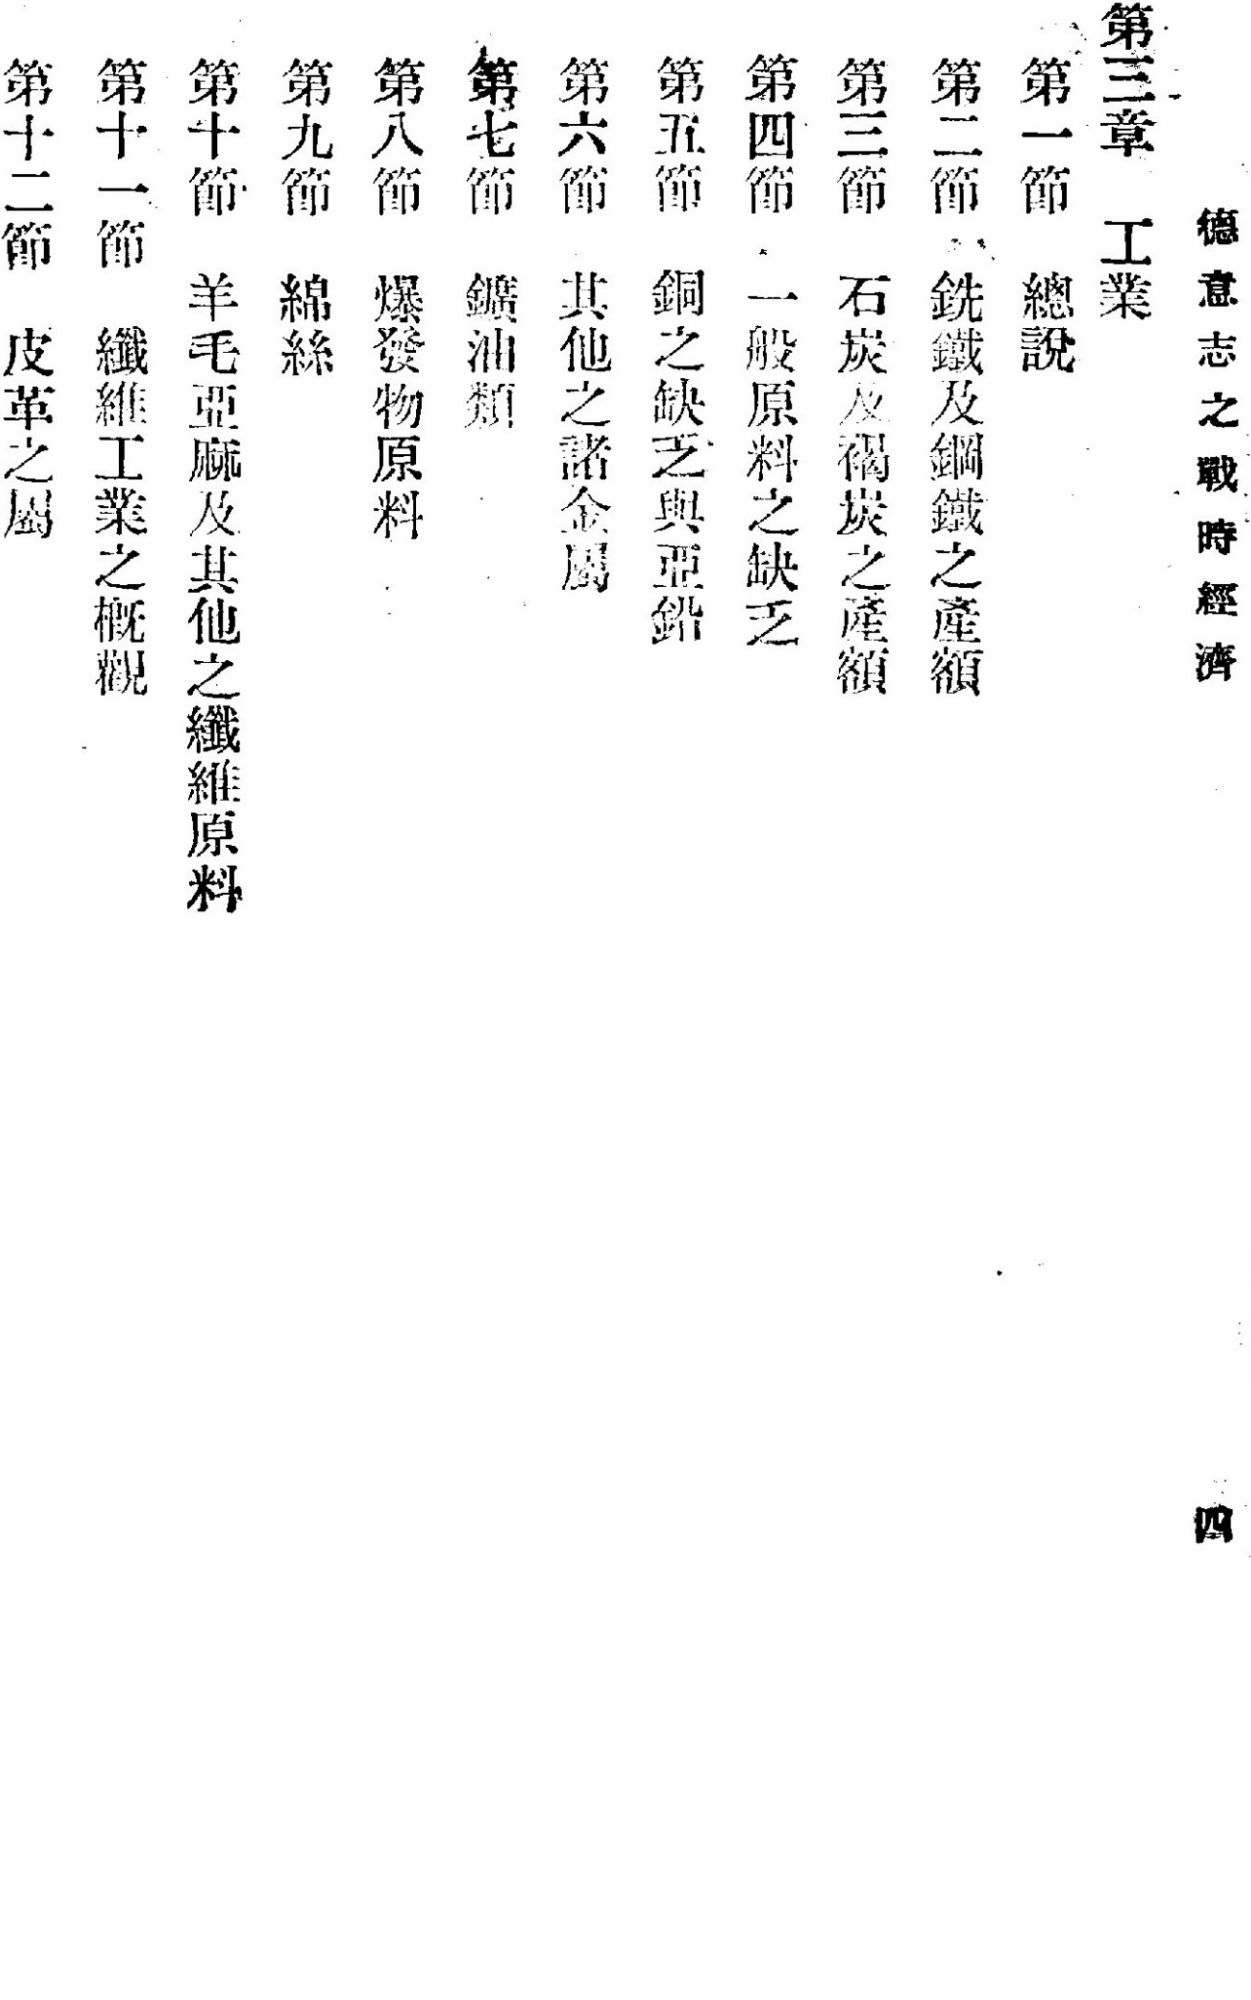 德意志之戰時經濟
四
第三章　工業
第一節　總說
第二節　銑鐵及鋼鐵之產額
第三節　石炭及褐炭之產額
第四節　一般原料之缺乏
第五節　銅之缺乏與亞鉛
第六節　其他之諸金屬
第七節　鑛油類
第八節　爆發物原料
第九節　綿絲
第十節　羊毛亞麻及其他之纖維原料
第十一節　纖維工業之概觀
第十二節　皮革之屬